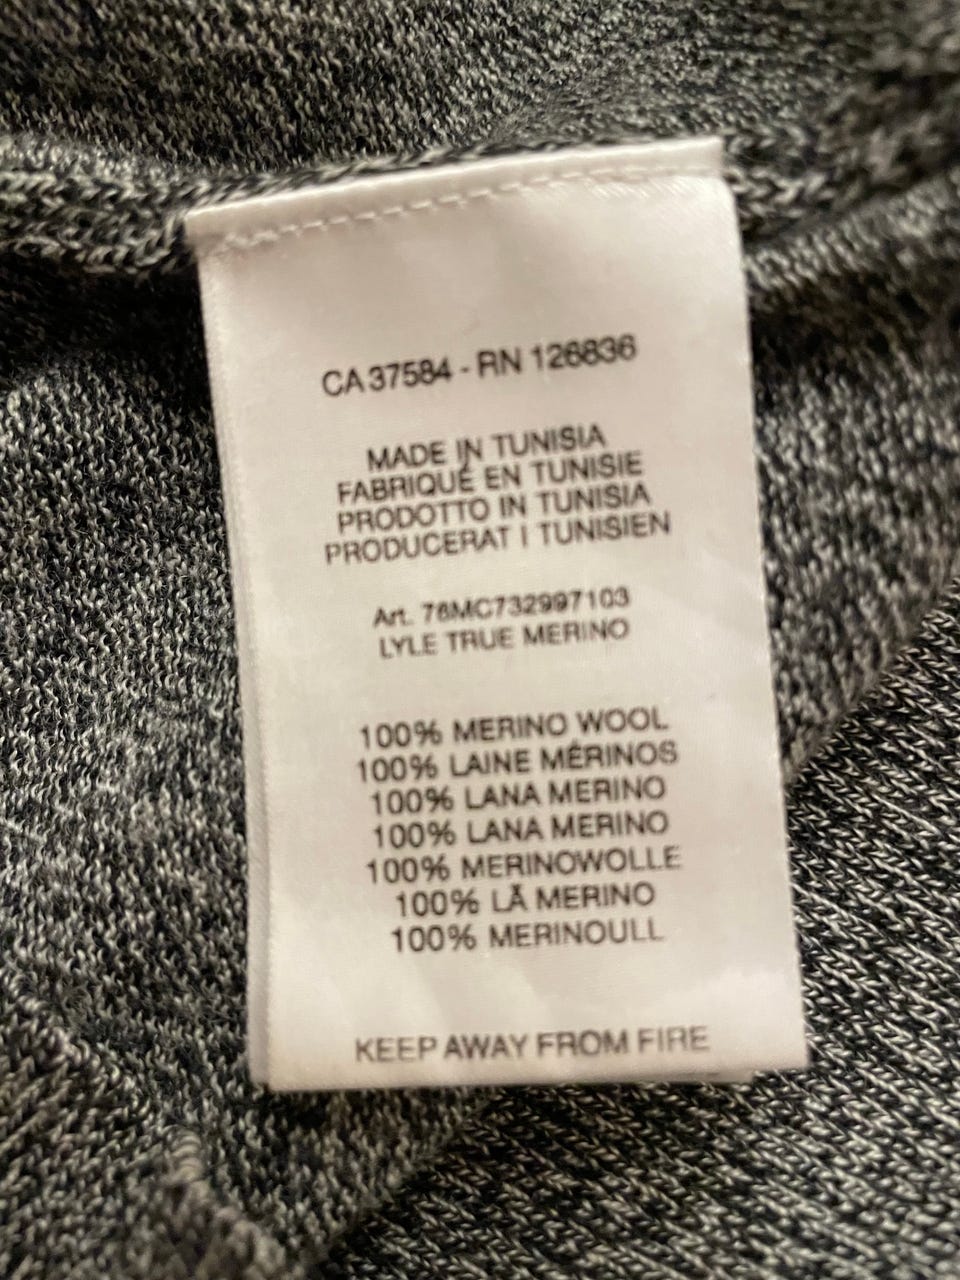 CA 37584 - RN 126836
MADE IN TUNISIA
FABRIQUÉ EN TUNISIE
PRODOTTO IN TUNISIA
PRODUCERAT I TUNISIEN
Art. 76MC732997103
LYLE TRUE MERINO
100% MERINO WOOL
100% LAINE MÉRINOS
100% LANA MERINO
100% LANA MERINO
100% MERINOWOLLE
100% LÃ MERINO
100% MERINOULL
KEEP AWAY FROM FIRE